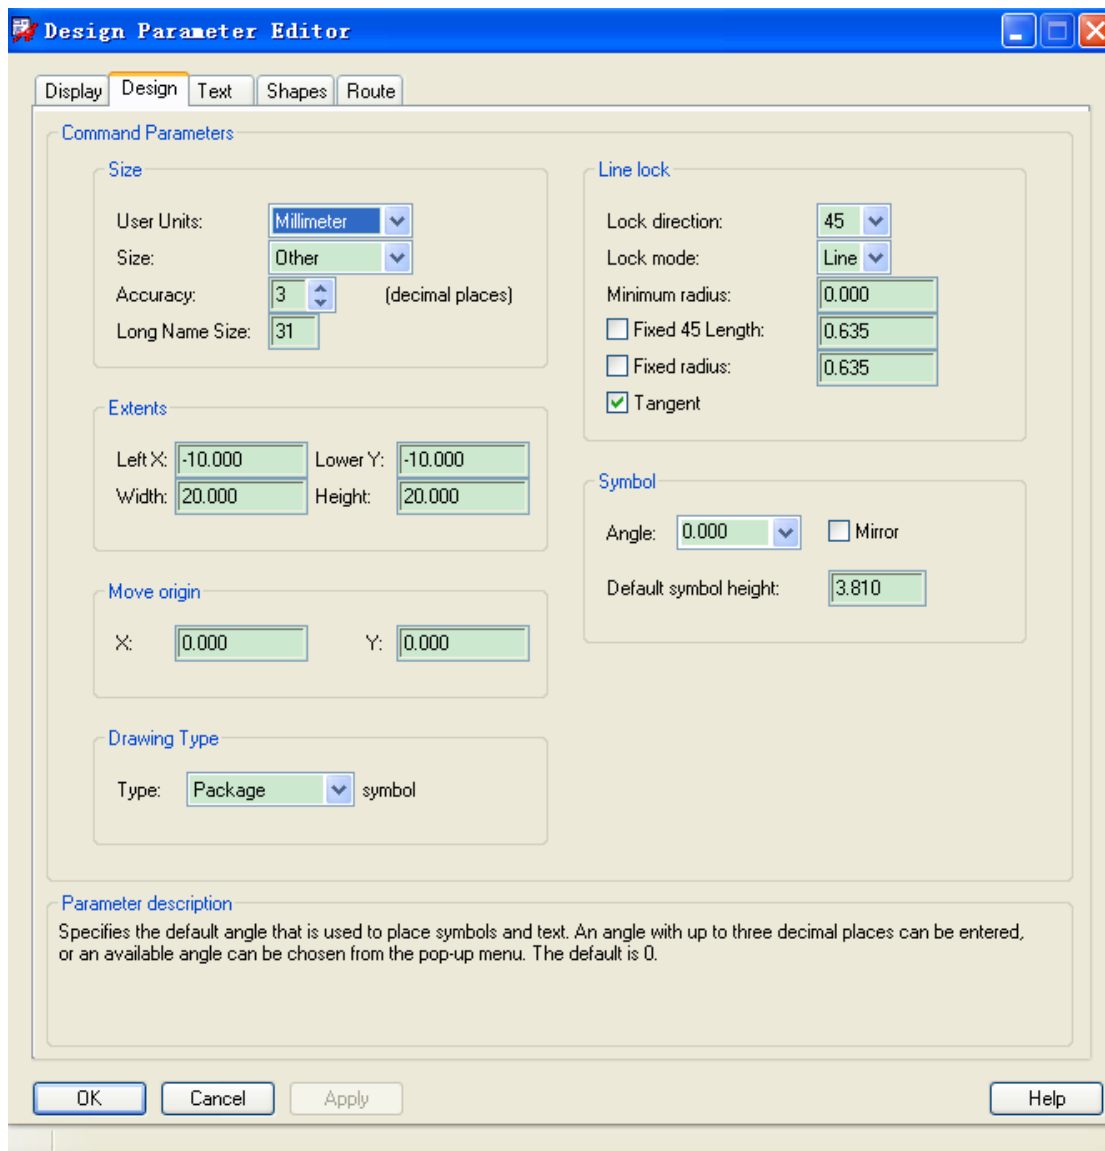 Design Parameter Editor
Display Design Text Shapes Route
Command Parameters
Size
User Units: Millimeter
Size: Other
Accuracy: 3 (decimal places)
Long Name Size: 31
Extents
Left X: -10.000 Lower Y: -10.000
Width: 20.000 Height: 20.000
Move origin
X: 0.000 Y: 0.000
Drawing Type
Type: Package symbol
Line lock
Lock direction: 45
Lock mode: Line
Minimum radius: 0.000
Fixed 45 Length: 0.635
Fixed radius: 0.635
Tangent
Symbol
Angle: 0.000 Mirror
Default symbol height: 3.810
Parameter description
Specifies the default angle that is used to place symbols and text. An angle with up to three decimal places can be entered,
or an available angle can be chosen from the pop-up menu. The default is 0.
OK Cancel Apply Help